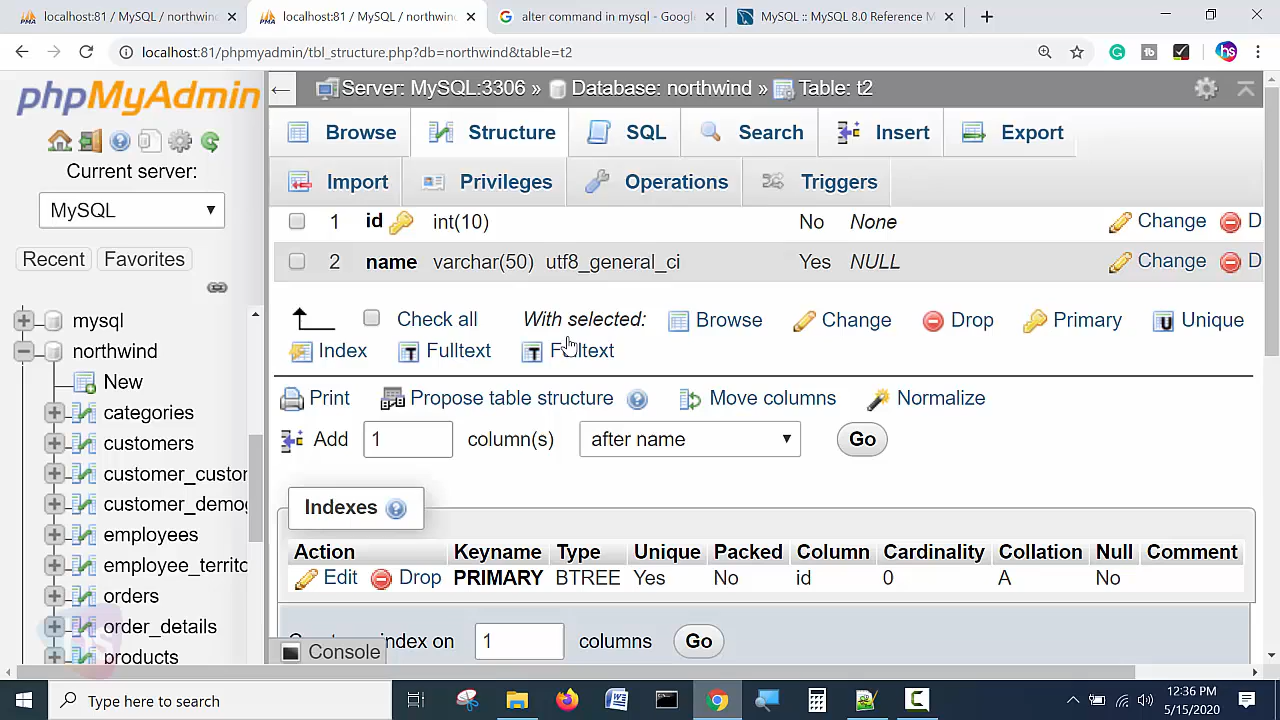 localhost:81 / MySQL / northwin
localhost:81 / MySQL / northwin
alter command in mysql - Google
MySQL :: MySQL 8.0 Reference M
localhost:81/phpmyadmin/tbl_structure.php?db=northwind&table=t2
phpMyAdmin
Current server:
MySQL
Recent Favorites
mysql
northwind
New
categories
customers
customer_custo
customer_demo
employees
employee_territo
orders
order_details
products
Server: MySQL:3306 » Database: northwind » Table: t2
Browse Structure SQL Search Insert Export
Import Privileges Operations Triggers
1 id int(10) No None Change D
2 name varchar(50) utf8_general_ci Yes NULL Change D
Check all With selected: Browse Change Drop Primary Unique
Index Fulltext Fulltext
Print Propose table structure Move columns Normalize
Add 1 column(s) after name Go
Indexes
Action Keyname Type Unique Packed Column Cardinality Collation Null Comment
Edit Drop PRIMARY BTREE Yes No id 0 A No
index on 1 columns Go
Console
Type here to search
12:36 PM
5/15/2020